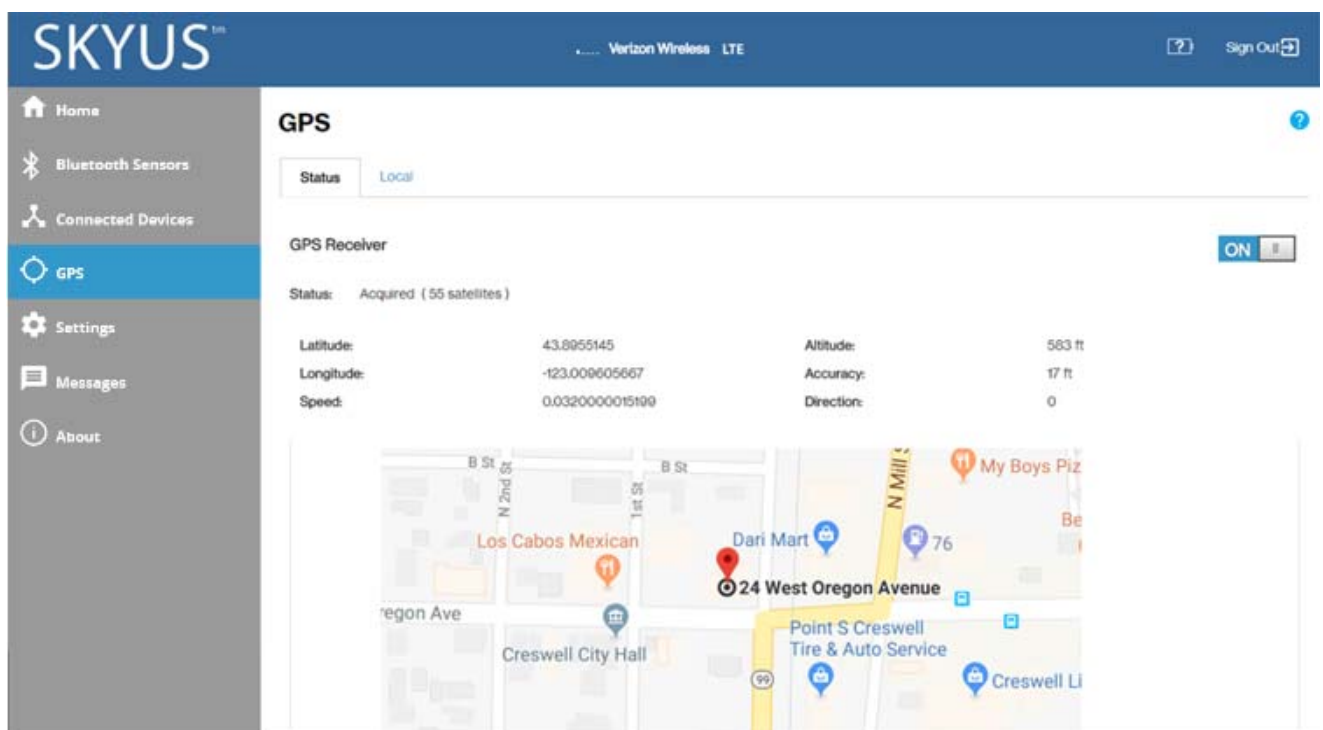 SKYUS™
..... Verizon Wireless LTE
? Sign Out
Home
Bluetooth Sensors
Connected Devices
GPS
Settings
Messages
About
GPS
?
Status Local
GPS Receiver
ON
Status: Acquired ( 55 satellites )
Latitude: 43.8955145 Altitude: 583 ft
Longitude: -123.009605667 Accuracy: 17 ft
Speed: 0.0320000015199 Direction: 0
B St
B St
N 2nd St
1st St
N Mill S
My Boys Piz
Los Cabos Mexican
Dari Mart
76
Be
24 West Oregon Avenue
regon Ave
Creswell City Hall
Point S Creswell
Tire & Auto Service
99
Creswell Li